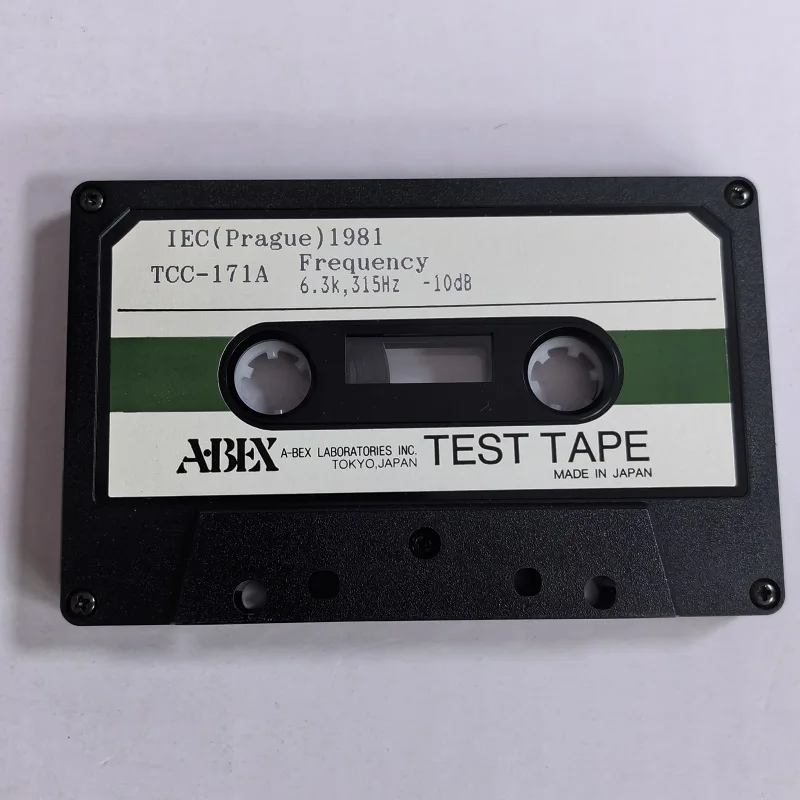 IEC(Prague)1981
TCC-171A Frequency
6.3k,315Hz -10dB
A·BEX A-BEX LABORATORIES INC. TEST TAPE
TOKYO,JAPAN
MADE IN JAPAN